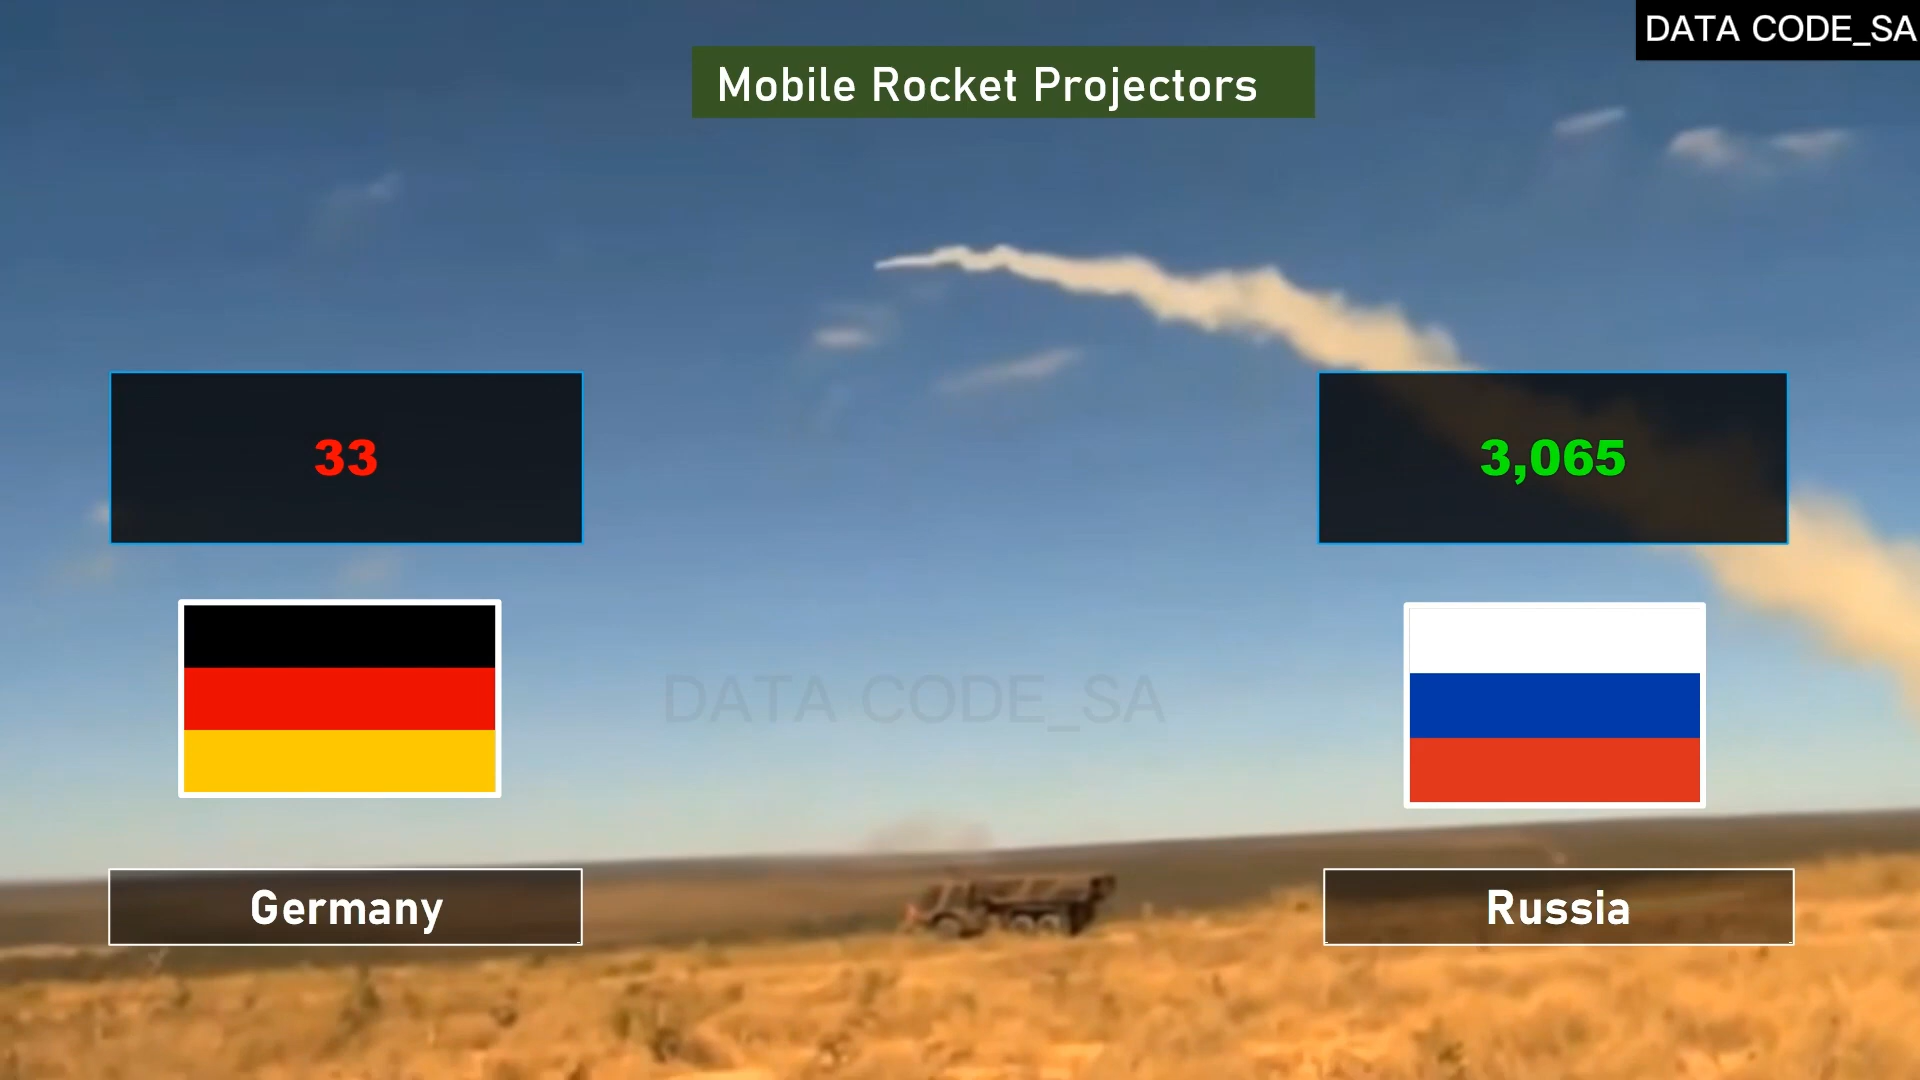 DATA CODE_SA
Mobile Rocket Projectors
33
3,065
DATA CODE_SA
Germany
Russia